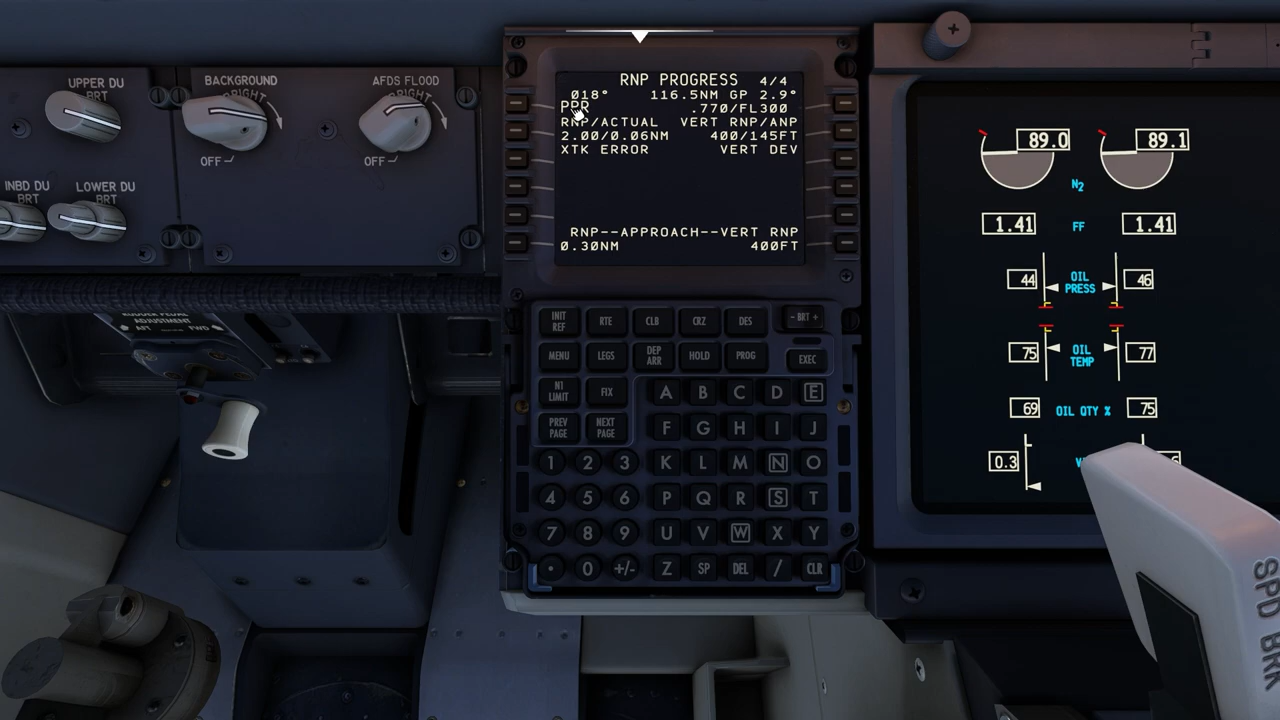 UPPER DU
BRT
BACKGROUND
BRIGHT
OFF
AFDS FLOOD
BRIGHT
OFF
INBD DU
BRT
LOWER DU
BRT
RUDDER PEDAL
ADJUSTMENT
AFT FWD
RNP PROGRESS 4/4
018° 116.5NM GP 2.9°
PPR .770/FL300
RNP/ACTUAL VERT RNP/ANP
2.00/0.06NM 400/145FT
XTK ERROR VERT DEV
RNP--APPROACH--VERT RNP
0.30NM 400FT
INIT REF RTE CLB CRZ DES - BRT +
MENU LEGS DEP ARR HOLD PROG EXEC
N1 LIMIT FIX A B C D E
PREV PAGE NEXT PAGE F G H I J
1 2 3 K L M N O
4 5 6 P Q R S T
7 8 9 U V W X Y
. 0 +/- Z SP DEL / CLR
89.0 N2 89.1
1.41 FF 1.41
44 OIL PRESS 46
75 OIL TEMP 77
69 OIL QTY % 75
0.3
SPD BRK